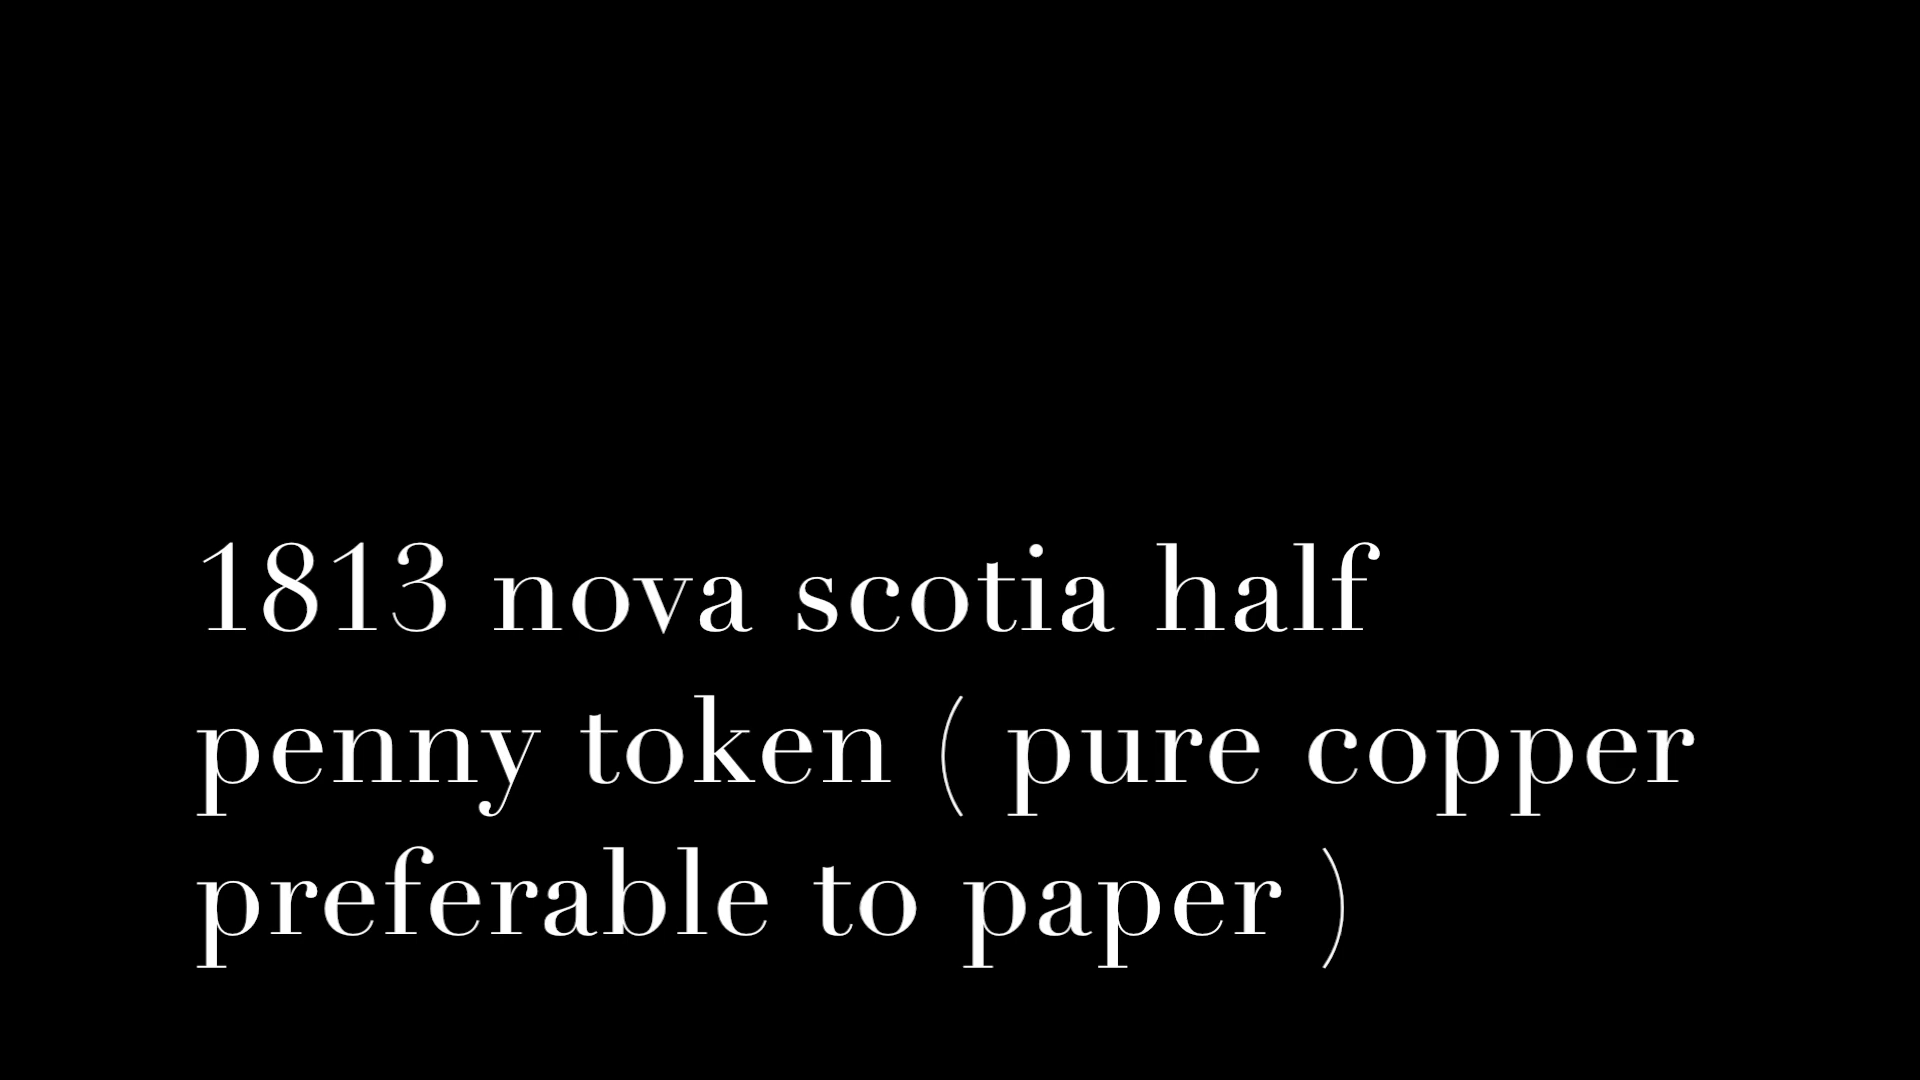 1813 nova scotia half
penny token ( pure copper
preferable to paper )